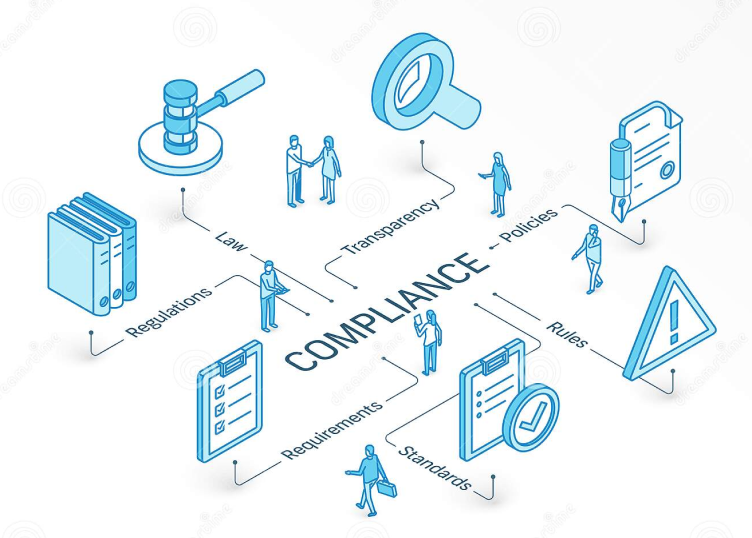 Law
Transparency
Policies
Regulations
COMPLIANCE
Rules
Requirements
Standards